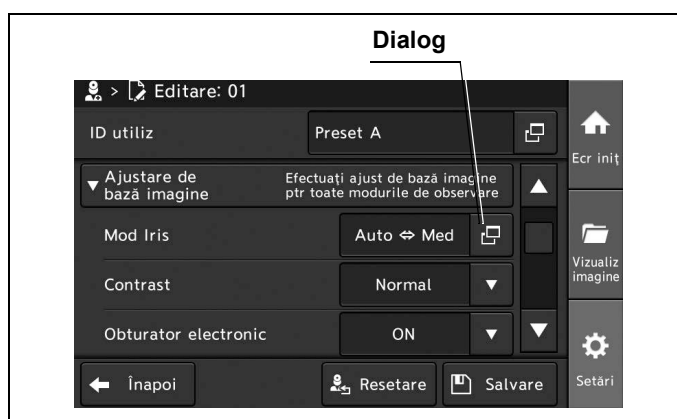 Dialog
> Editare: 01
ID utiliz
Preset A
Ecr iniț
▼ Ajustare de
bază imagine
Efectuați ajust de bază imagine
ptr toate modurile de observare
Mod Iris
Auto ⇔ Med
Vizualiz
imagine
Contrast
Normal
Obturator electronic
ON
Înapoi
Resetare
Salvare
Setări